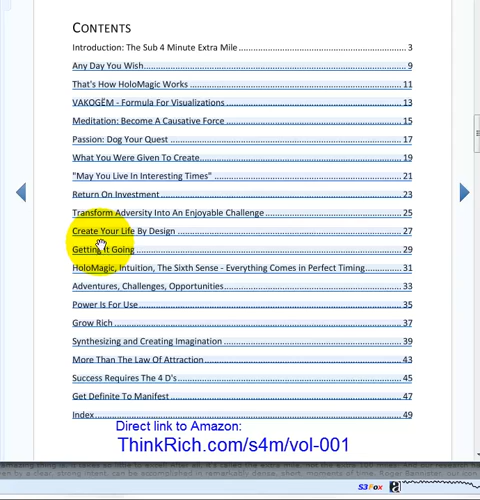 CONTENTS
Introduction: The Sub 4 Minute Extra Mile 3
Any Day You Wish 9
That's How HoloMagic Works 11
VAKOGËM - Formula For Visualizations 13
Meditation: Become A Causative Force 15
Passion: Dog Your Quest 17
What You Were Given To Create 19
"May You Live In Interesting Times" 21
Return On Investment 23
Transform Adversity Into An Enjoyable Challenge 25
Create Your Life By Design 27
Getting It Going 29
HoloMagic, Intuition, The Sixth Sense - Everything Comes in Perfect Timing 31
Adventures, Challenges, Opportunities 33
Power Is For Use 35
Grow Rich 37
Synthesizing and Creating Imagination 39
More Than The Law Of Attraction 43
Success Requires The 4 D's 45
Get Definite To Manifest 47
Index 49
Direct link to Amazon:
ThinkRich.com/s4m/vol-001
S3Fox